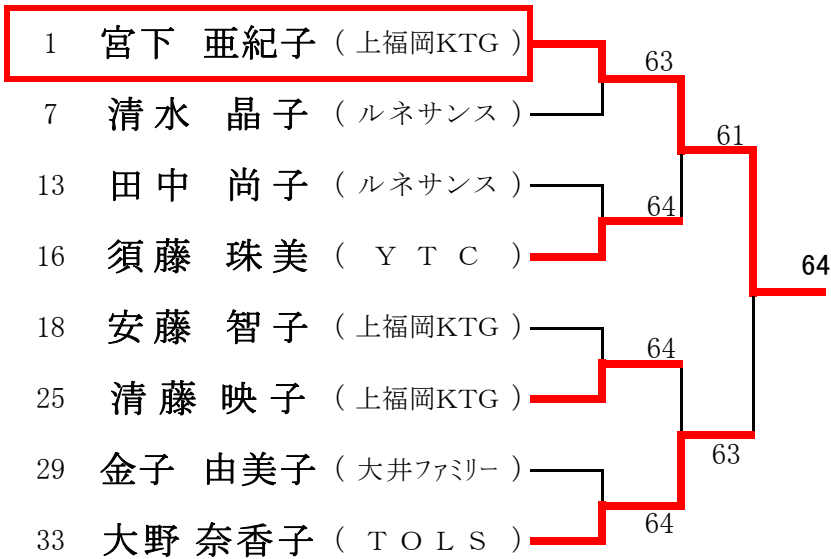 1 宮下 亜紀子 ( 上福岡KTG )
63
7 清水 晶子 ( ルネサンス )
61
13 田中 尚子 ( ルネサンス )
64
16 須藤 珠美 ( Y T C )
64
18 安藤 智子 ( 上福岡KTG )
64
25 清藤 映子 ( 上福岡KTG )
63
29 金子 由美子 ( 大井ファミリー )
64
33 大野 奈香子 ( T O L S )